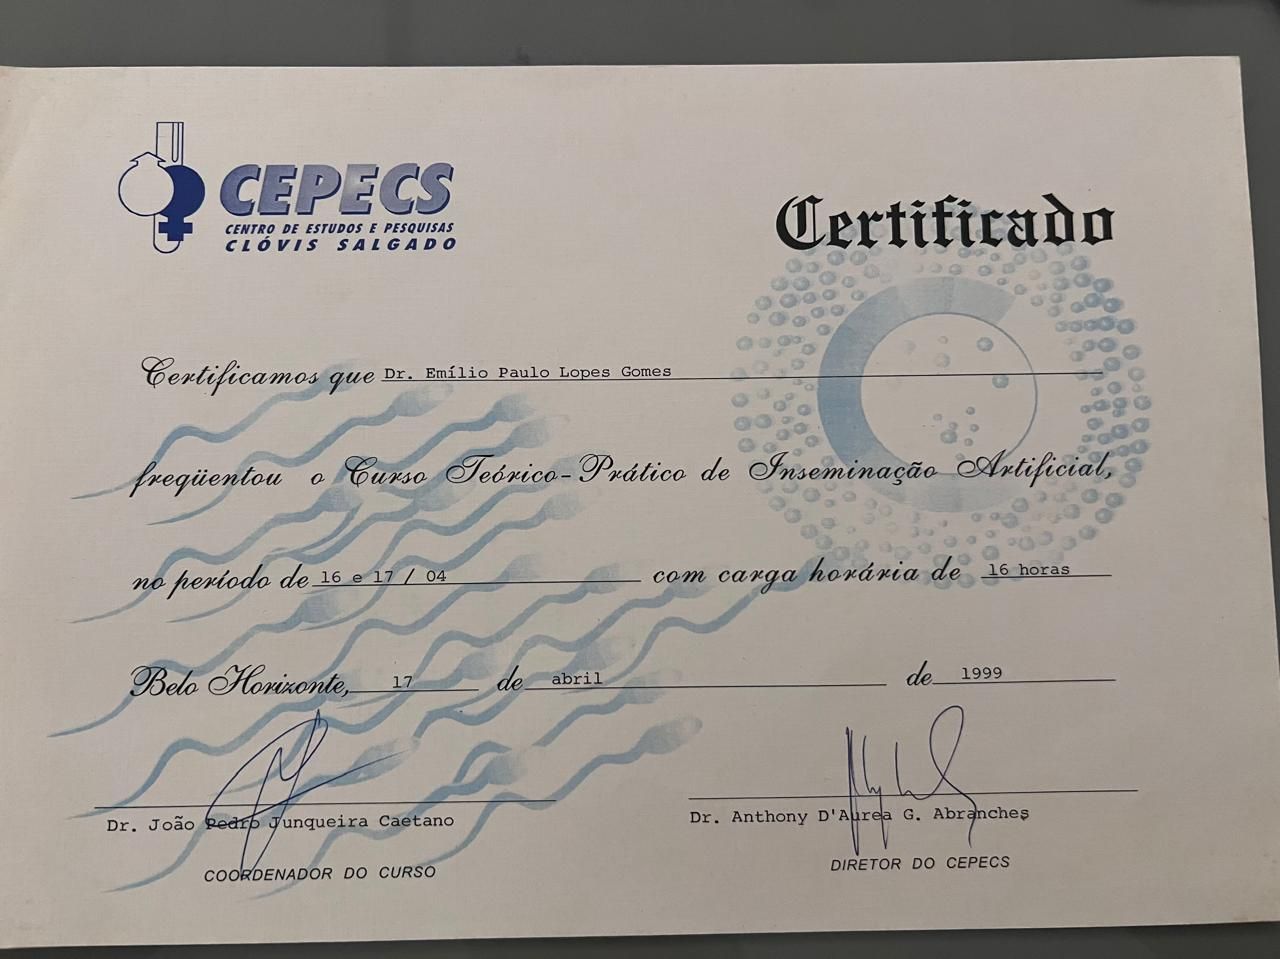 CEPECS
CENTRO DE ESTUDOS E PESQUISAS
CLÓVIS SALGADO
Certificado
Certificamos que Dr. Emílio Paulo Lopes Gomes
freqüentou o Curso Teórico-Prático de Inseminação Artificial,
no período de 16 e 17 / 04 com carga horária de 16 horas
Belo Horizonte, 17 de abril de 1999
Dr. João Pedro Junqueira Caetano
COORDENADOR DO CURSO
Dr. Anthony D'Aurea G. Abranches
DIRETOR DO CEPECS